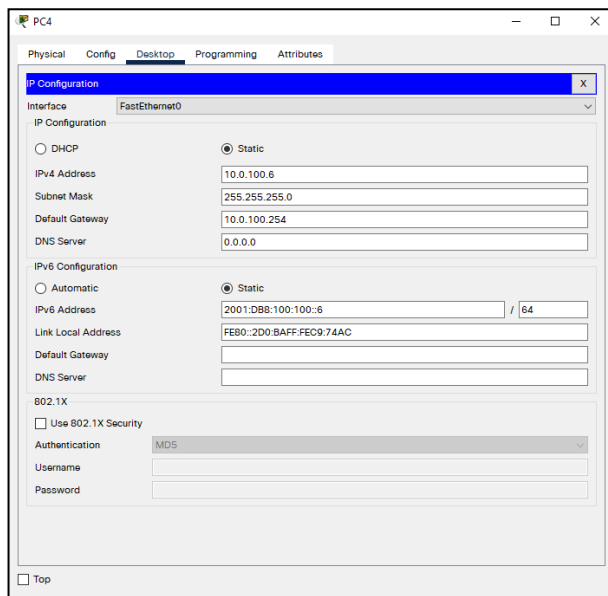 PC4
Physical Config Desktop Programming Attributes
IP Configuration X
Interface FastEthernet0
IP Configuration
DHCP Static
IPv4 Address 10.0.100.6
Subnet Mask 255.255.255.0
Default Gateway 10.0.100.254
DNS Server 0.0.0.0
IPv6 Configuration
Automatic Static
IPv6 Address 2001:DB8:100:100::6 / 64
Link Local Address FE80::2D0:BAFF:FEC9:74AC
Default Gateway
DNS Server
802.1X
Use 802.1X Security
Authentication MD5
Username
Password
Top